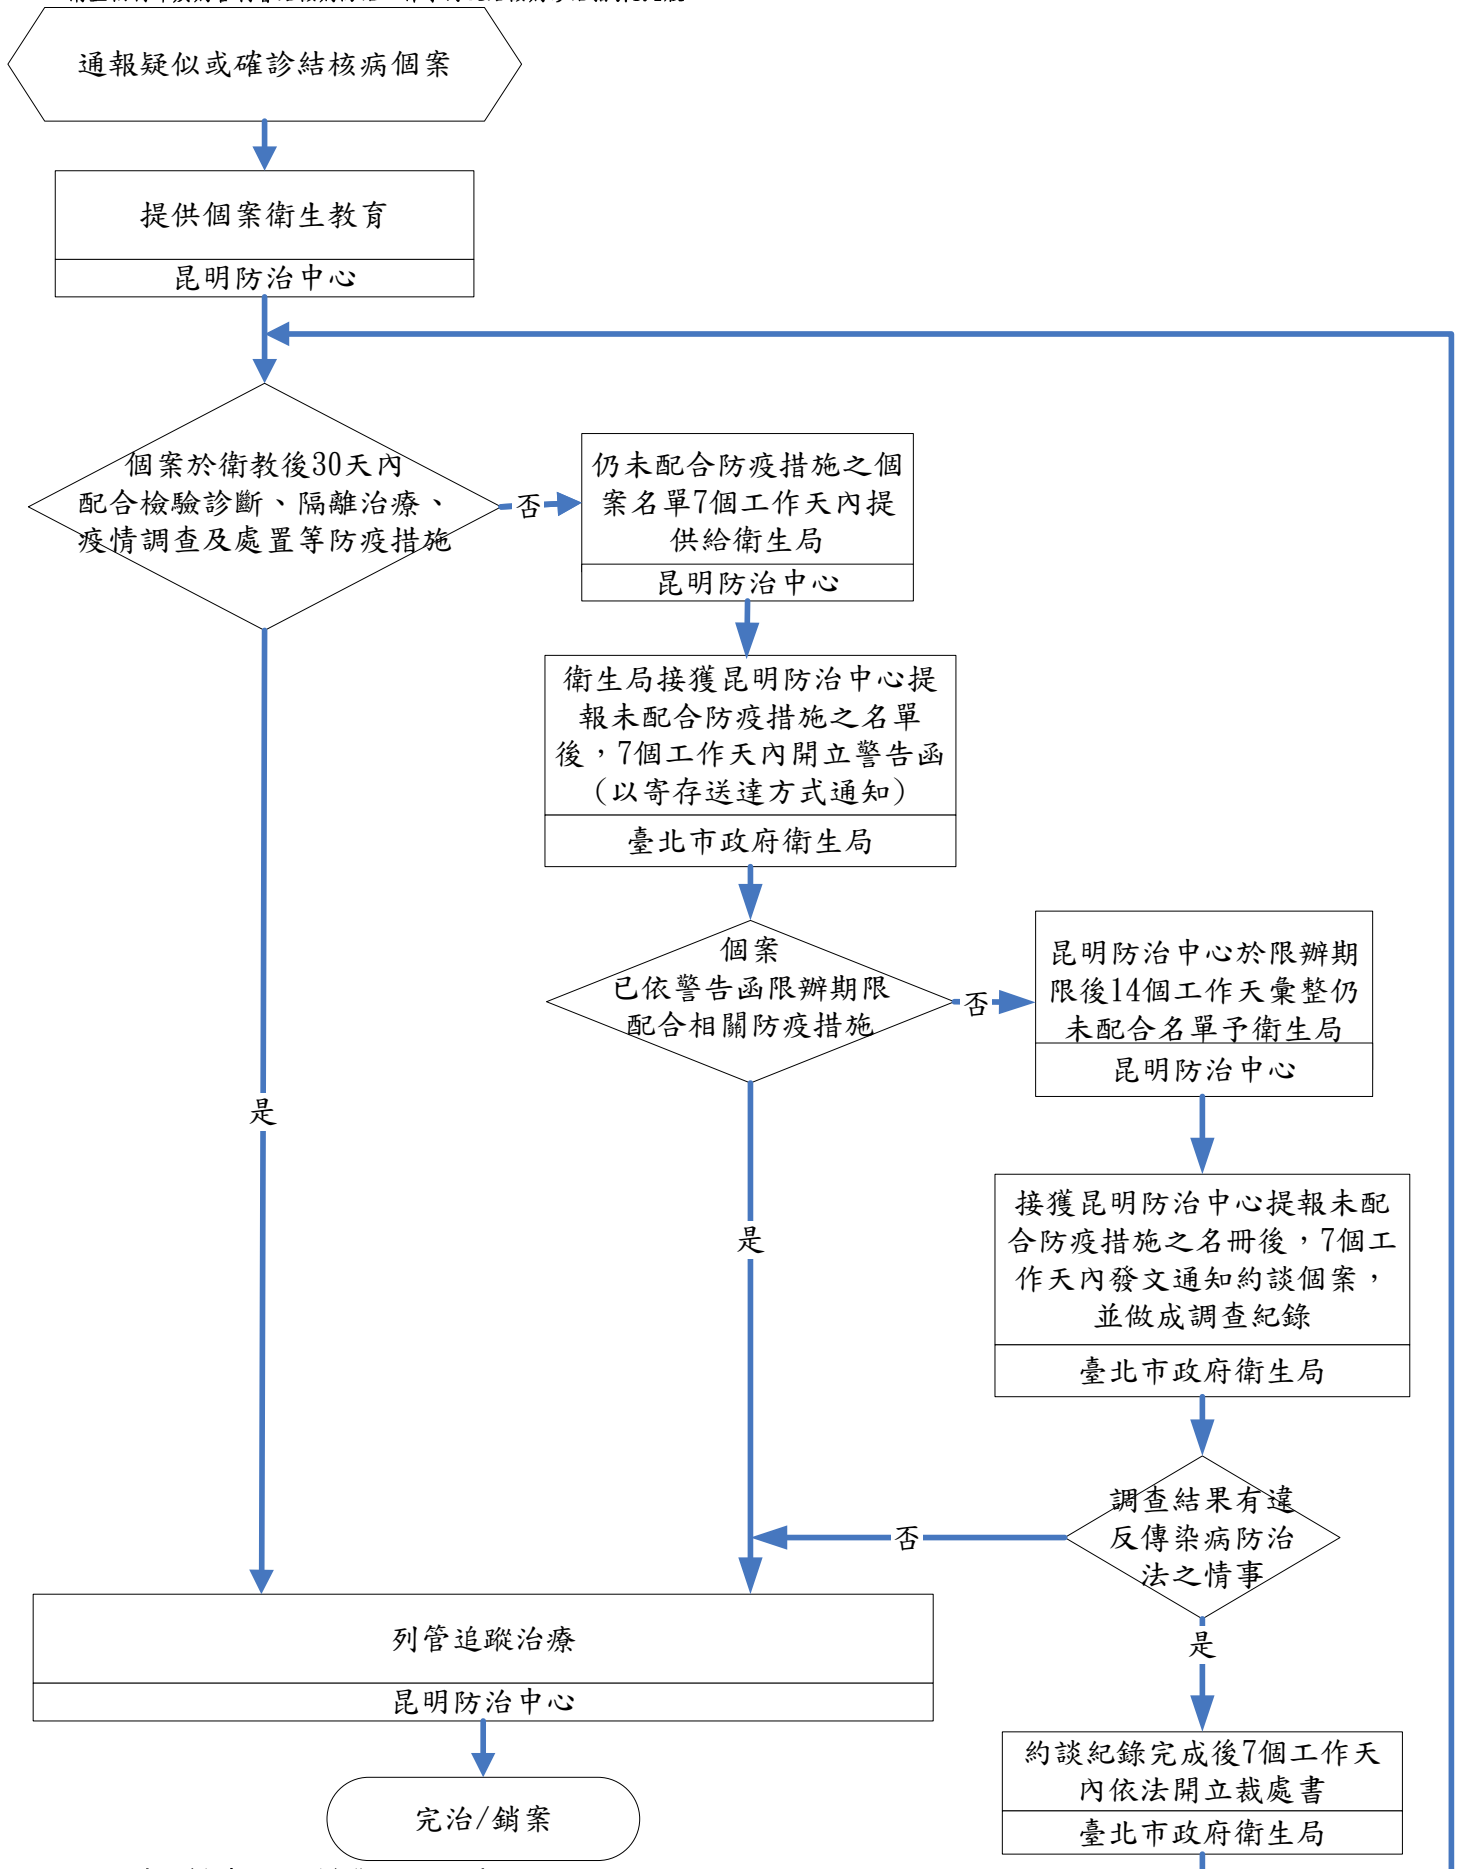 通報疑似或確診結核病個案
提供個案衛生教育
昆明防治中心
個案於衛教後30天內
配合檢驗診斷、隔離治療、
疫情調查及處置等防疫措施
否
仍未配合防疫措施之個
案名單7個工作天內提
供給衛生局
昆明防治中心
衛生局接獲昆明防治中心提
報未配合防疫措施之名單
後，7個工作天內開立警告函
(以寄存送達方式通知)
臺北市政府衛生局
個案
已依警告函限辦期限
配合相關防疫措施
否
昆明防治中心於限辦期
限後14個工作天彙整仍
未配合名單予衛生局
昆明防治中心
是
是
接獲昆明防治中心提報未配
合防疫措施之名冊後，7個工
作天內發文通知約談個案，
並做成調查紀錄
臺北市政府衛生局
調查結果有違
反傳染病防治
法之情事
否
是
列管追蹤治療
昆明防治中心
約談紀錄完成後7個工作天
內依法開立裁處書
臺北市政府衛生局
完治/銷案